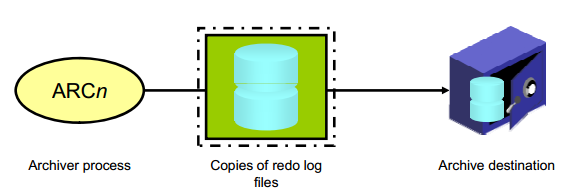 ARCn
Archiver process
Copies of redo log
files
Archive destination